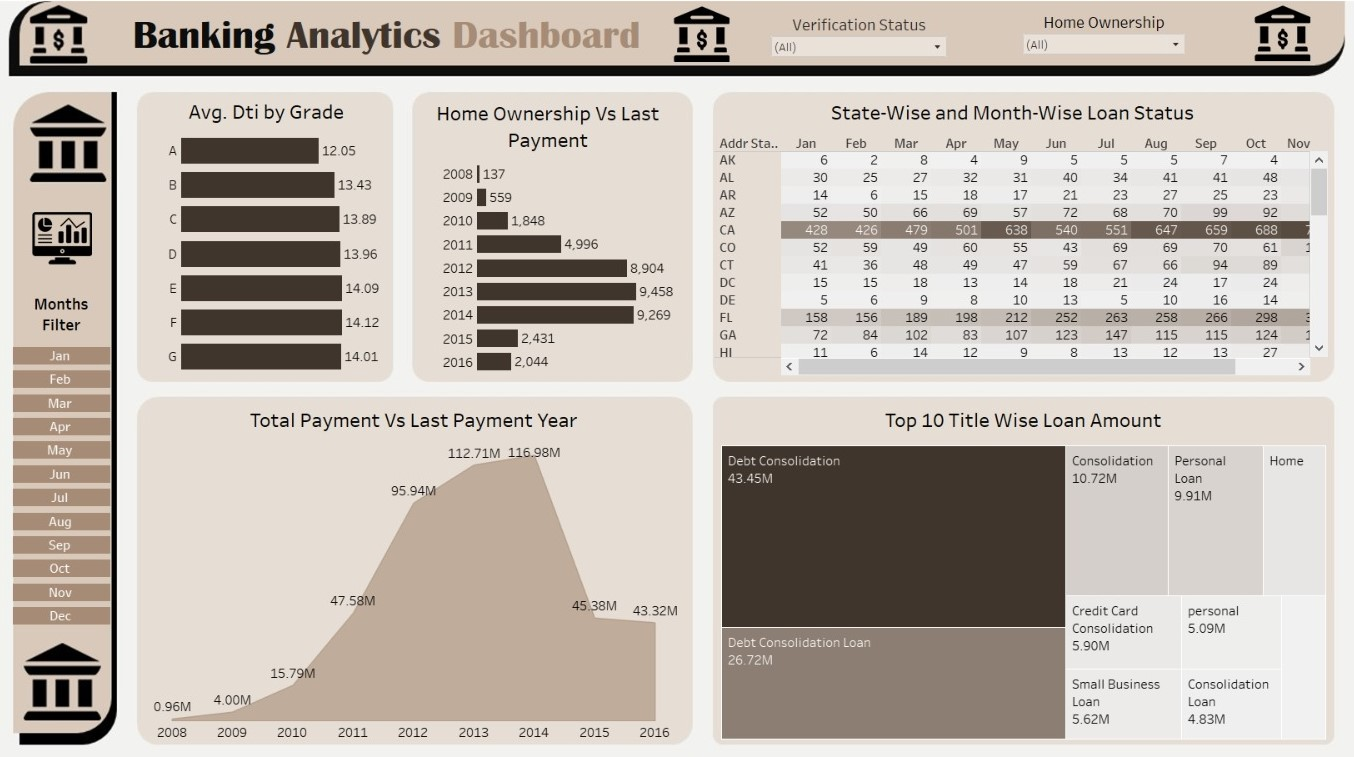 Banking Analytics Dashboard
Verification Status
(All)
Home Ownership
(All)
Months
Filter
Jan
Feb
Mar
Apr
May
Jun
Jul
Aug
Sep
Oct
Nov
Dec
Avg. Dti by Grade
A 12.05
B 13.43
C 13.89
D 13.96
E 14.09
F 14.12
G 14.01
Home Ownership Vs Last
Payment
2008 137
2009 559
2010 1,848
2011 4,996
2012 8,904
2013 9,458
2014 9,269
2015 2,431
2016 2,044
State-Wise and Month-Wise Loan Status
Addr Sta.. Jan Feb Mar Apr May Jun Jul Aug Sep Oct Nov
AK 6 2 8 4 9 5 5 5 7 4
AL 30 25 27 32 31 40 34 41 41 48
AR 14 6 15 18 17 21 23 27 25 23
AZ 52 50 66 69 57 72 68 70 99 92
CA 428 426 479 501 638 540 551 647 659 688
CO 52 59 49 60 55 43 69 69 70 61
CT 41 36 48 49 47 59 67 66 94 89
DC 15 15 18 13 14 18 21 24 17 24
DE 5 6 9 8 10 13 5 10 16 14
FL 158 156 189 198 212 252 263 258 266 298
GA 72 84 102 83 107 123 147 115 115 124
HI 11 6 14 12 9 8 13 12 13 27
Total Payment Vs Last Payment Year
0.96M
4.00M
15.79M
47.58M
95.94M
112.71M
116.98M
45.38M
43.32M
2008 2009 2010 2011 2012 2013 2014 2015 2016
Top 10 Title Wise Loan Amount
Debt Consolidation
43.45M
Debt Consolidation Loan
26.72M
Consolidation
10.72M
Personal
Loan
9.91M
Home
Credit Card
Consolidation
5.90M
personal
5.09M
Small Business
Loan
5.62M
Consolidation
Loan
4.83M